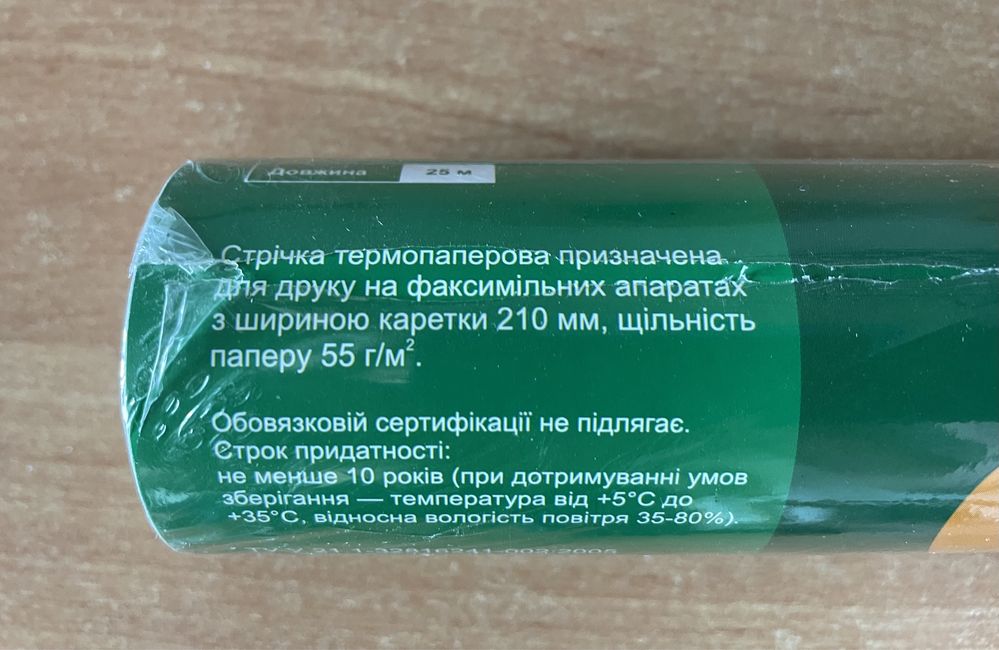 Довжина 25 м
Стрічка термопаперова призначена
для друку на факсимільних апаратах
з шириною каретки 210 мм, щільність
паперу 55 г/м².
Обовязковій сертифікації не підлягає.
Строк придатності:
не менше 10 років (при дотримуванні умов
зберігання — температура від +5°С до
+35°С, відносна вологість повітря 35-80%).